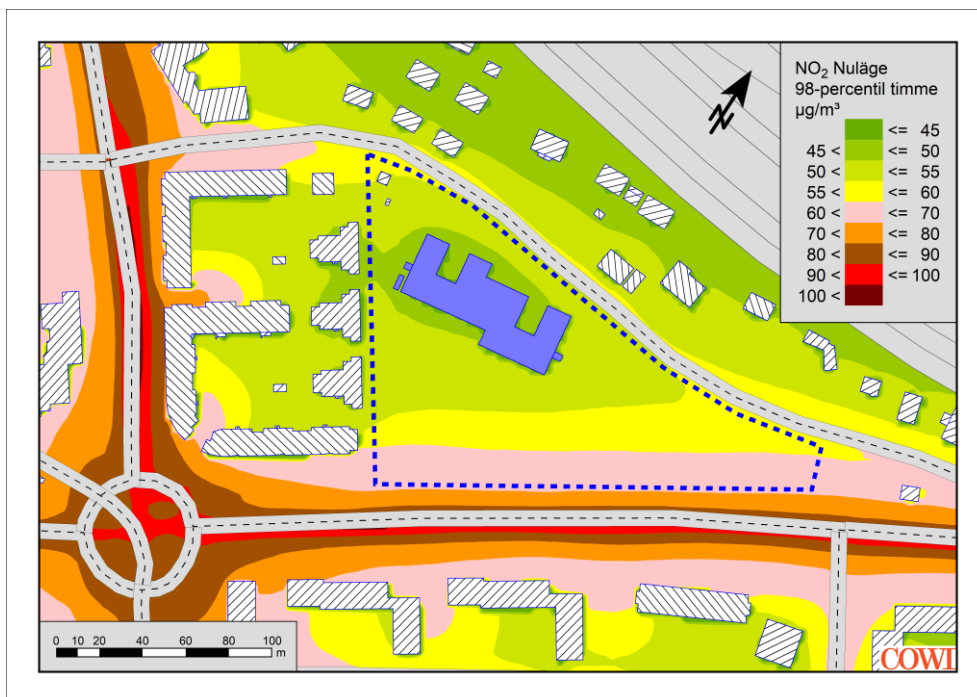 NO₂ Nuläge
98-percentil timme
µg/m³
<= 45
45 < <= 50
50 < <= 55
55 < <= 60
60 < <= 70
70 < <= 80
80 < <= 90
90 < <= 100
100 <
N
0 10 20 40 60 80 100
m
COWI